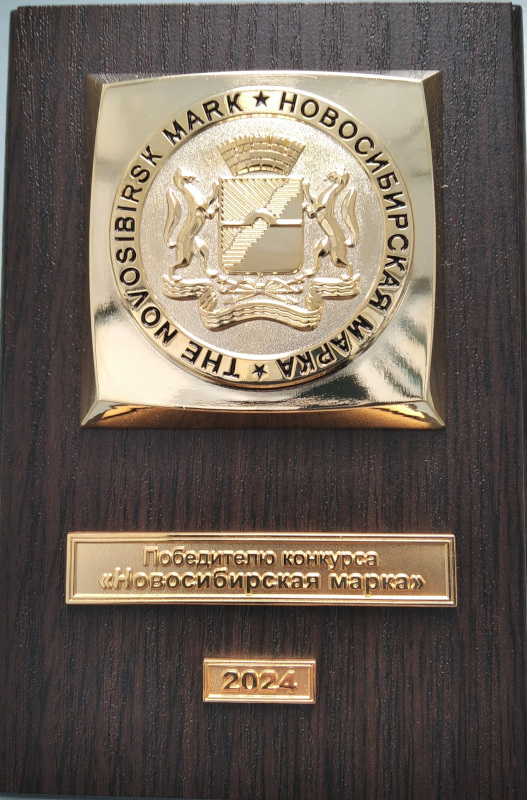 THE NOVOSIBIRSK MARK ★ НОВОСИБИРСКАЯ МАРКА ★
Победителю конкурса
«Новосибирская марка»
2024